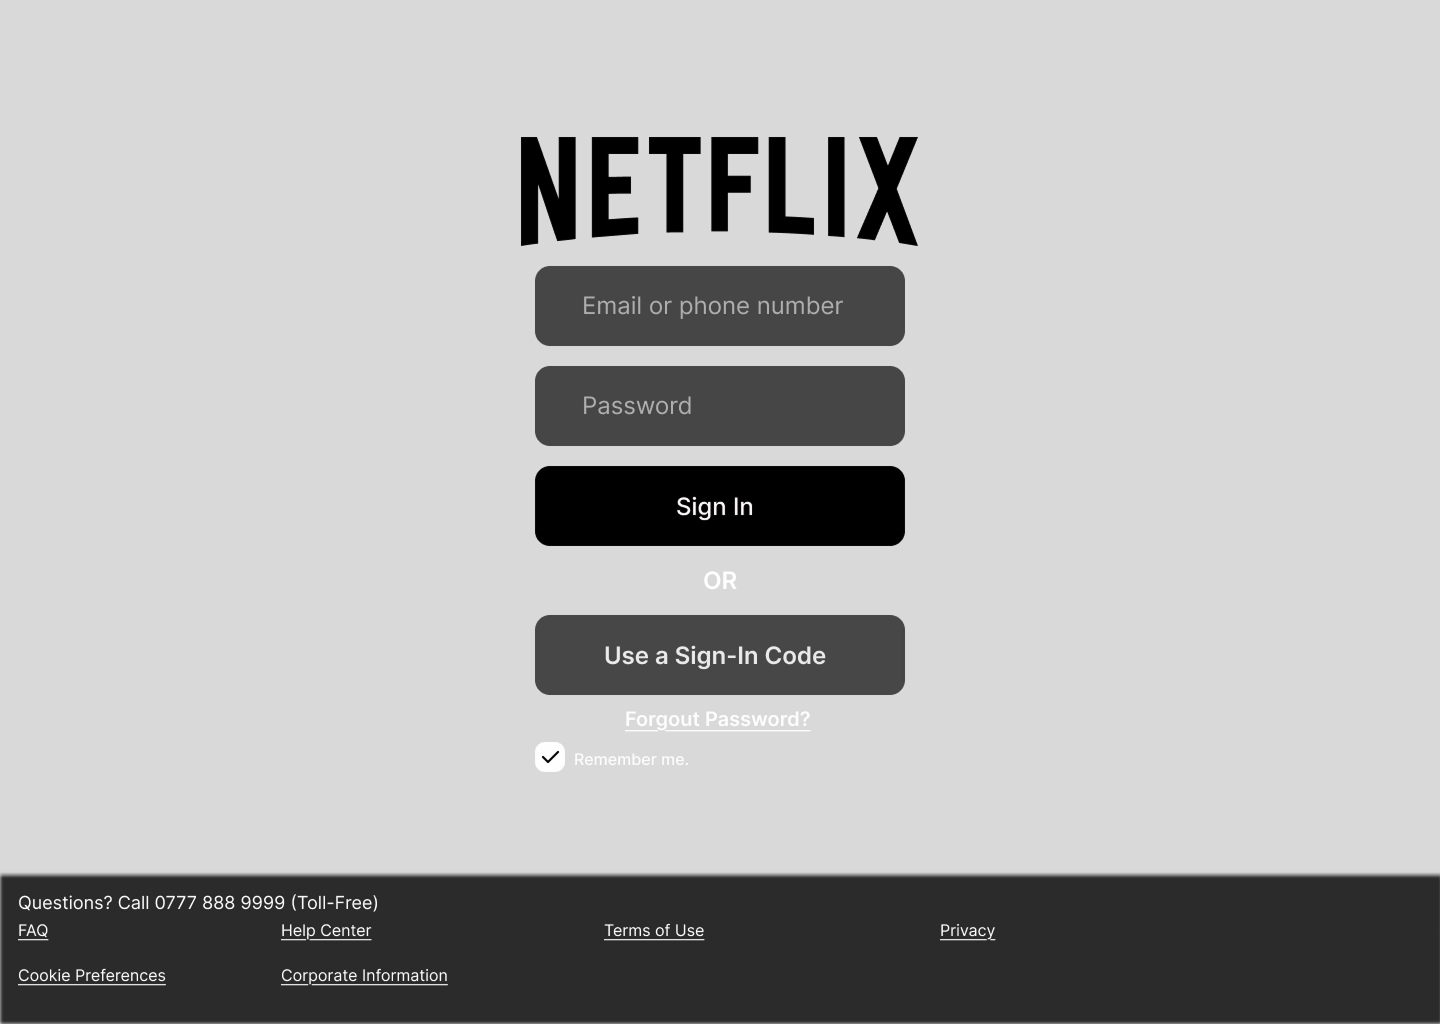 NETFLIX
Email or phone number
Password
Sign In
OR
Use a Sign-In Code
Forgout Password?
Remember me.
Questions? Call 0777 888 9999 (Toll-Free)
FAQ Help Center Terms of Use Privacy
Cookie Preferences Corporate Information